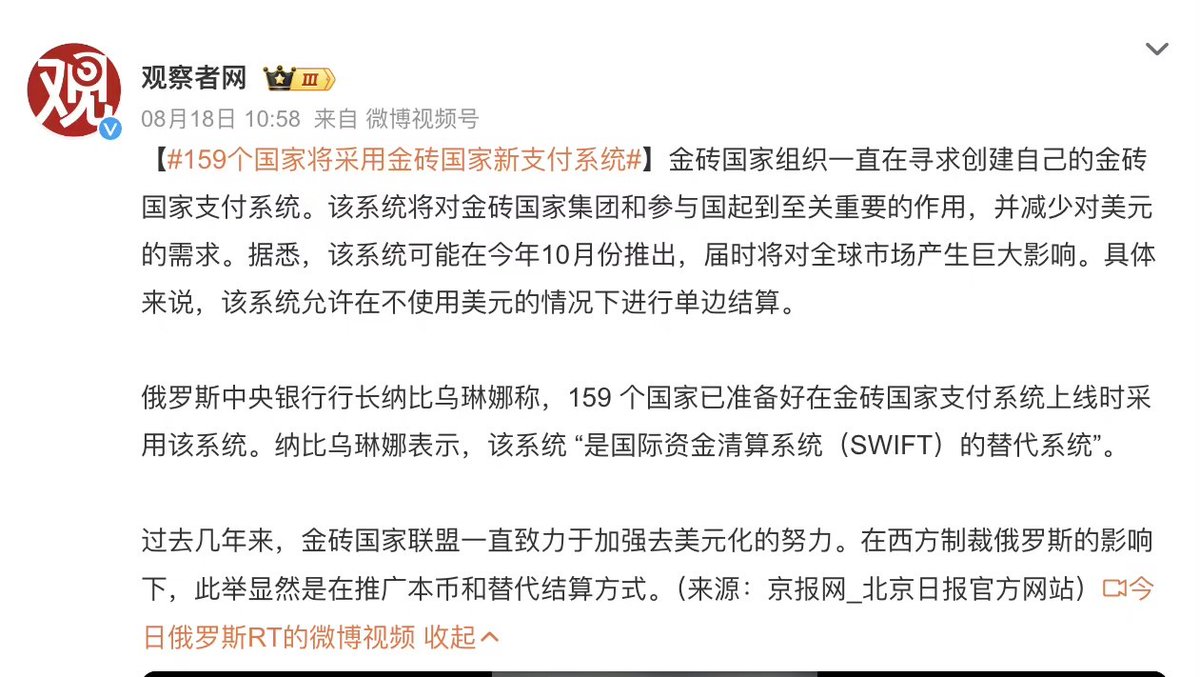 观
观察者网 III
08月18日 10:58 来自 微博视频号
【#159个国家将采用金砖国家新支付系统#】金砖国家组织一直在寻求创建自己的金砖
国家支付系统。该系统将对金砖国家集团和参与国起到至关重要的作用，并减少对美元
的需求。据悉，该系统可能在今年10月份推出，届时将对全球市场产生巨大影响。具体
来说，该系统允许在不使用美元的情况下进行单边结算。
俄罗斯中央银行行长纳比乌琳娜称，159 个国家已准备好在金砖国家支付系统上线时采
用该系统。纳比乌琳娜表示，该系统 “是国际资金清算系统（SWIFT）的替代系统”。
过去几年来，金砖国家联盟一直致力于加强去美元化的努力。在西方制裁俄罗斯的影响
下，此举显然是在推广本币和替代结算方式。（来源：京报网_北京日报官方网站）今
日俄罗斯RT的微博视频 收起